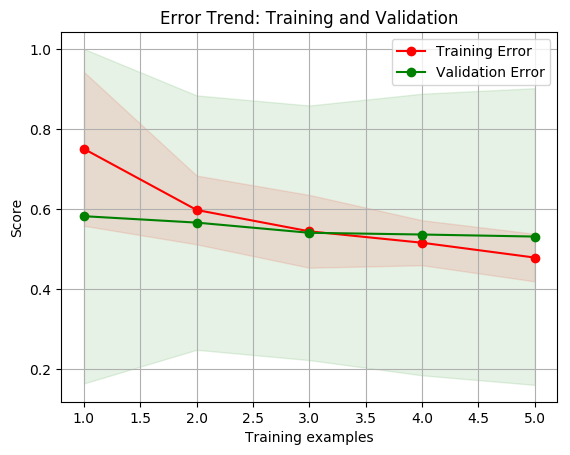 Error Trend: Training and Validation
Training Error
Validation Error
1.0
0.8
0.6
0.4
0.2
Score
1.0 1.5 2.0 2.5 3.0 3.5 4.0 4.5 5.0
Training examples